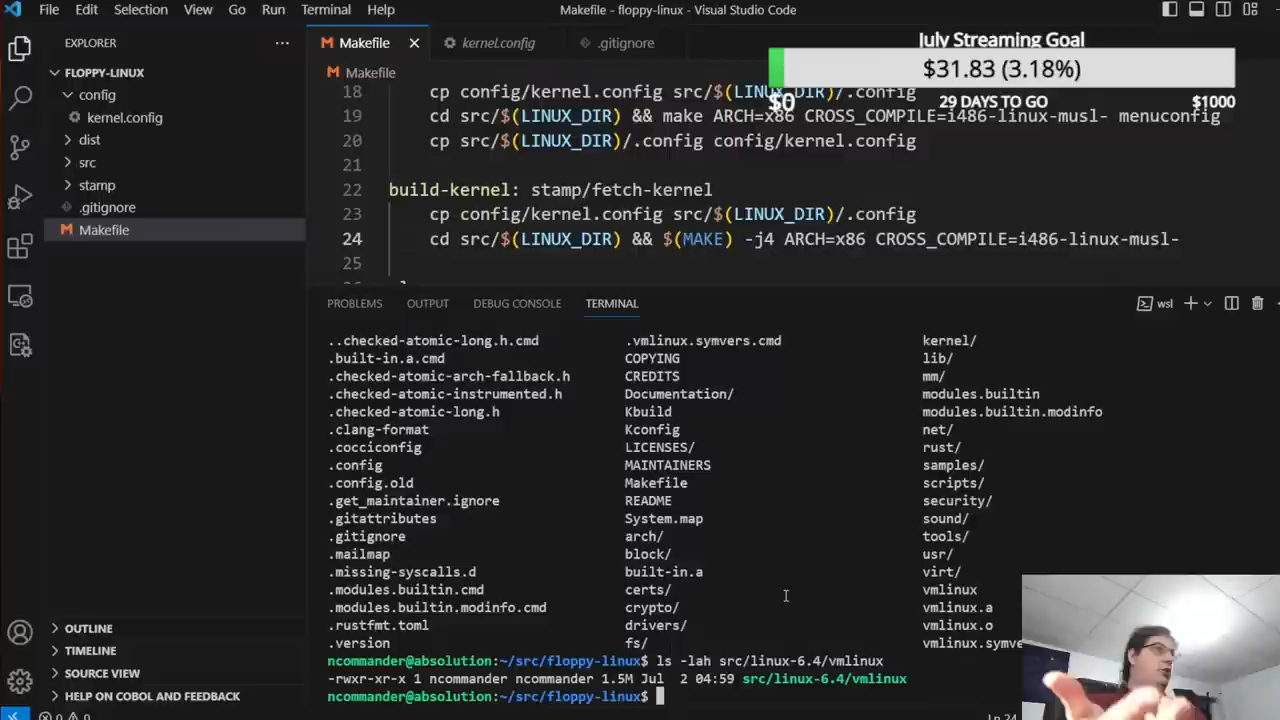 File Edit Selection View Go Run Terminal Help
Makefile - floppy-linux - Visual Studio Code
EXPLORER
FLOPPY-LINUX
config
kernel.config
dist
src
stamp
.gitignore
Makefile
OUTLINE
TIMELINE
SOURCE VIEW
HELP ON COBOL AND FREEBASIC
0 0
Makefile kernel.config .gitignore
Makefile
July Streaming Goal
$31.83 (3.18%)
$0 29 DAYS TO GO $1000
18 cp config/kernel.config src/$(LINUX_DIR)/.config
19 cd src/$(LINUX_DIR) && make ARCH=x86 CROSS_COMPILE=i486-linux-musl- menuconfig
20 cp src/$(LINUX_DIR)/.config config/kernel.config
21
22 build-kernel: stamp/fetch-kernel
23 cp config/kernel.config src/$(LINUX_DIR)/.config
24 cd src/$(LINUX_DIR) && $(MAKE) -j4 ARCH=x86 CROSS_COMPILE=i486-linux-musl-
25
PROBLEMS OUTPUT DEBUG CONSOLE TERMINAL
wsl
..checked-atomic-long.h.cmd .vmlinux.symvers.cmd kernel/
.built-in.a.cmd COPYING lib/
.checked-atomic-arch-fallback.h CREDITS mm/
.checked-atomic-instrumented.h Documentation/ modules.builtin
.checked-atomic-long.h Kbuild modules.builtin.modinfo
.clang-format Kconfig net/
.cocciconfig LICENSES/ rust/
.config MAINTAINERS samples/
.config.old Makefile scripts/
.get_maintainer.ignore README security/
.gitattributes System.map sound/
.gitignore arch/ tools/
.mailmap block/ usr/
.missing-syscalls.d built-in.a virt/
.modules.builtin.cmd certs/ vmlinux
.modules.builtin.modinfo.cmd crypto/ vmlinux.a
.rustfmt.toml drivers/ vmlinux.o
.version fs/ vmlinux.symve
ncommander@absolution:~/src/floppy-linux$ ls -lah src/linux-6.4/vmlinux
-rwxr-xr-x 1 ncommander ncommander 1.5M Jul 2 04:59 src/linux-6.4/vmlinux
ncommander@absolution:~/src/floppy-linux$